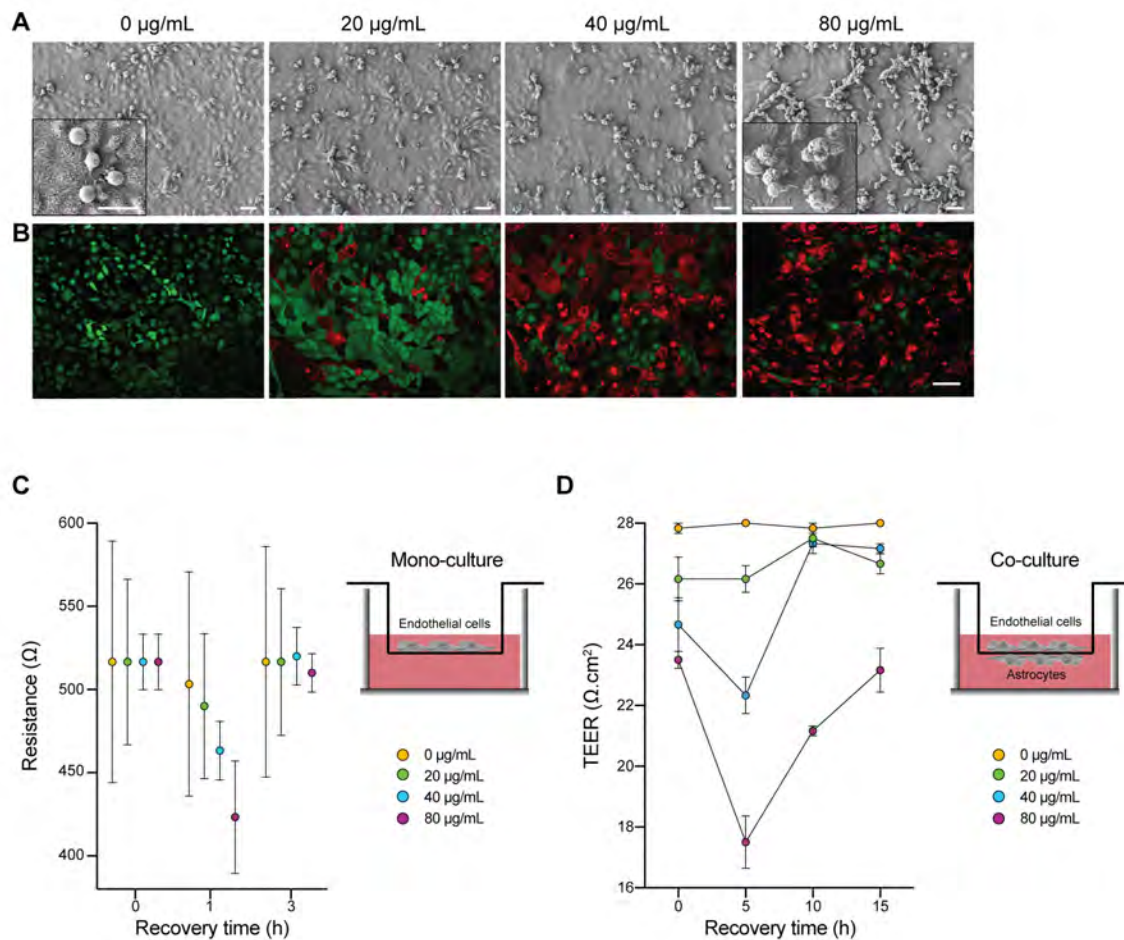 A
0 µg/mL
20 µg/mL
40 µg/mL
80 µg/mL
B
C
600
550
500
450
400
Resistance (Ω)
0
1
3
Recovery time (h)
Mono-culture
Endothelial cells
0 µg/mL
20 µg/mL
40 µg/mL
80 µg/mL
D
28
26
24
22
20
18
16
TEER (Ω.cm²)
0
5
10
15
Recovery time (h)
Co-culture
Endothelial cells
Astrocytes
0 µg/mL
20 µg/mL
40 µg/mL
80 µg/mL